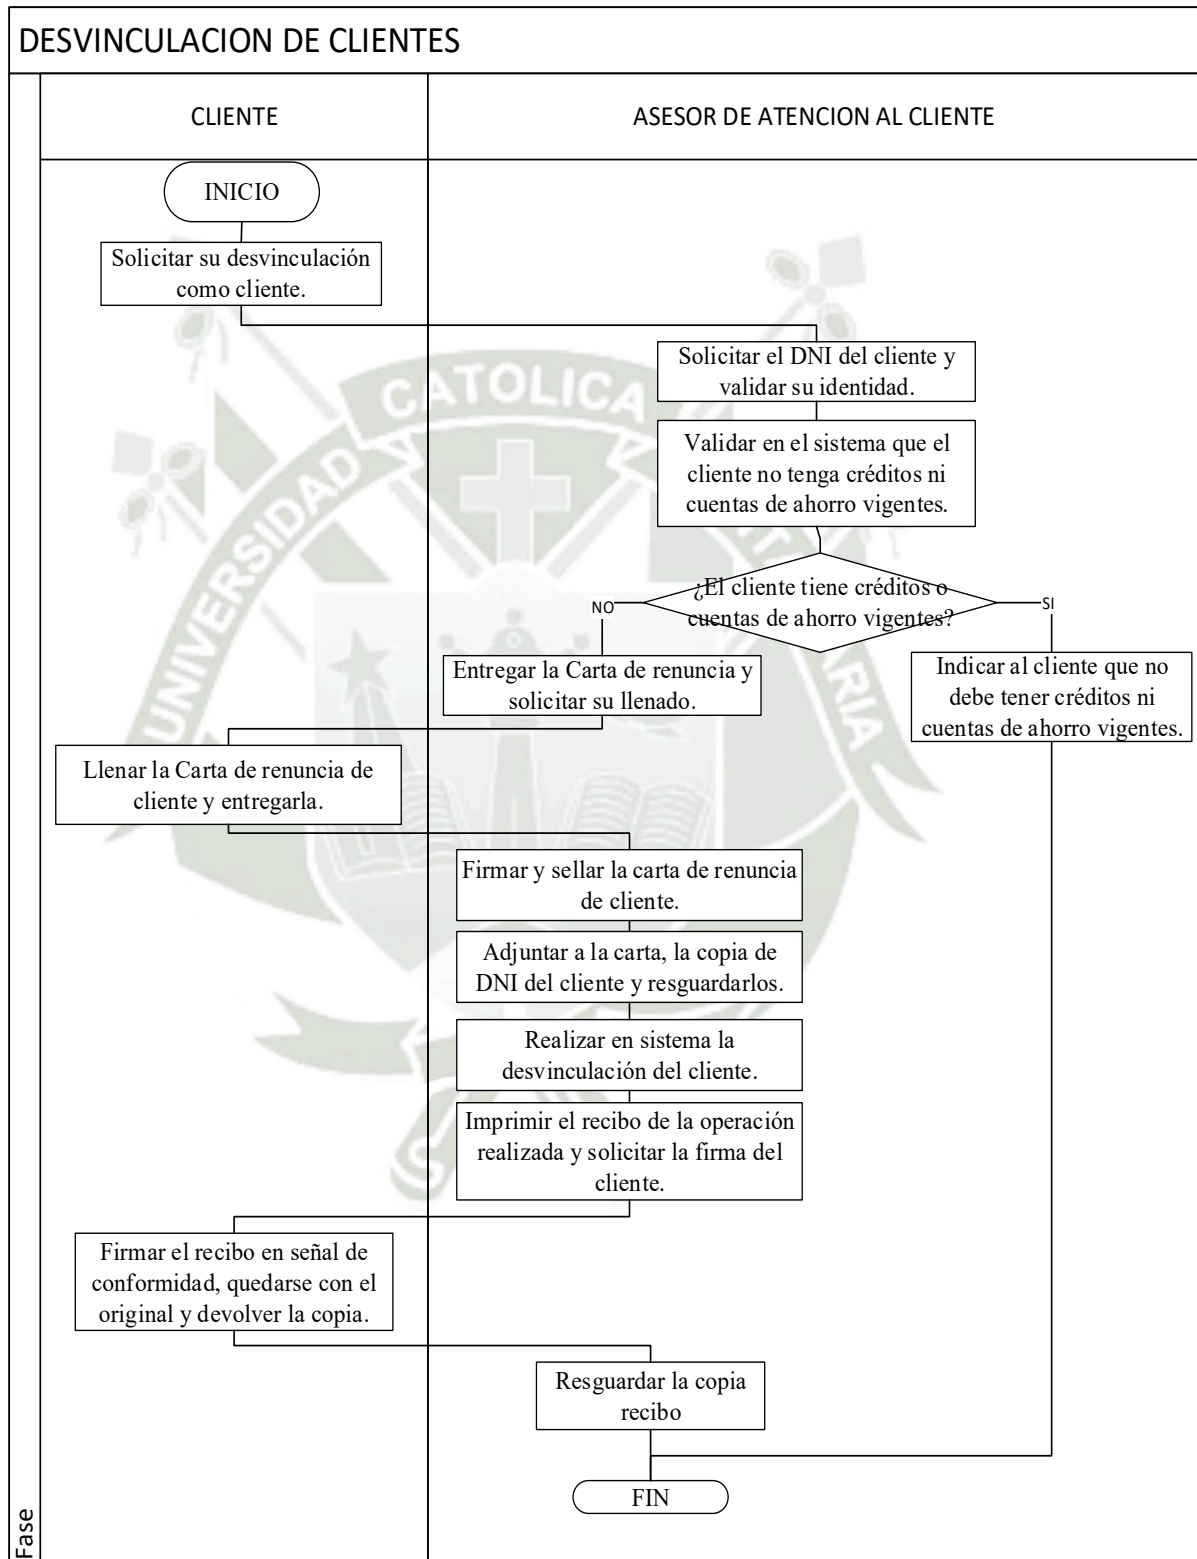 DESVINCULACION DE CLIENTES
CLIENTE
ASESOR DE ATENCION AL CLIENTE
INICIO
Solicitar su desvinculación
como cliente.
Solicitar el DNI del cliente y
validar su identidad.
Validar en el sistema que el
cliente no tenga créditos ni
cuentas de ahorro vigentes.
¿El cliente tiene créditos o
cuentas de ahorro vigentes?
NO
SI
Entregar la Carta de renuncia y
solicitar su llenado.
Indicar al cliente que no
debe tener créditos ni
cuentas de ahorro vigentes.
Llenar la Carta de renuncia de
cliente y entregarla.
Firmar y sellar la carta de renuncia
de cliente.
Adjuntar a la carta, la copia de
DNI del cliente y resguardarlos.
Realizar en sistema la
desvinculación del cliente.
Imprimir el recibo de la operación
realizada y solicitar la firma del
cliente.
Firmar el recibo en señal de
conformidad, quedarse con el
original y devolver la copia.
Resguardar la copia
recibo
FIN
Fase
UNIVERSIDAD CATOLICA